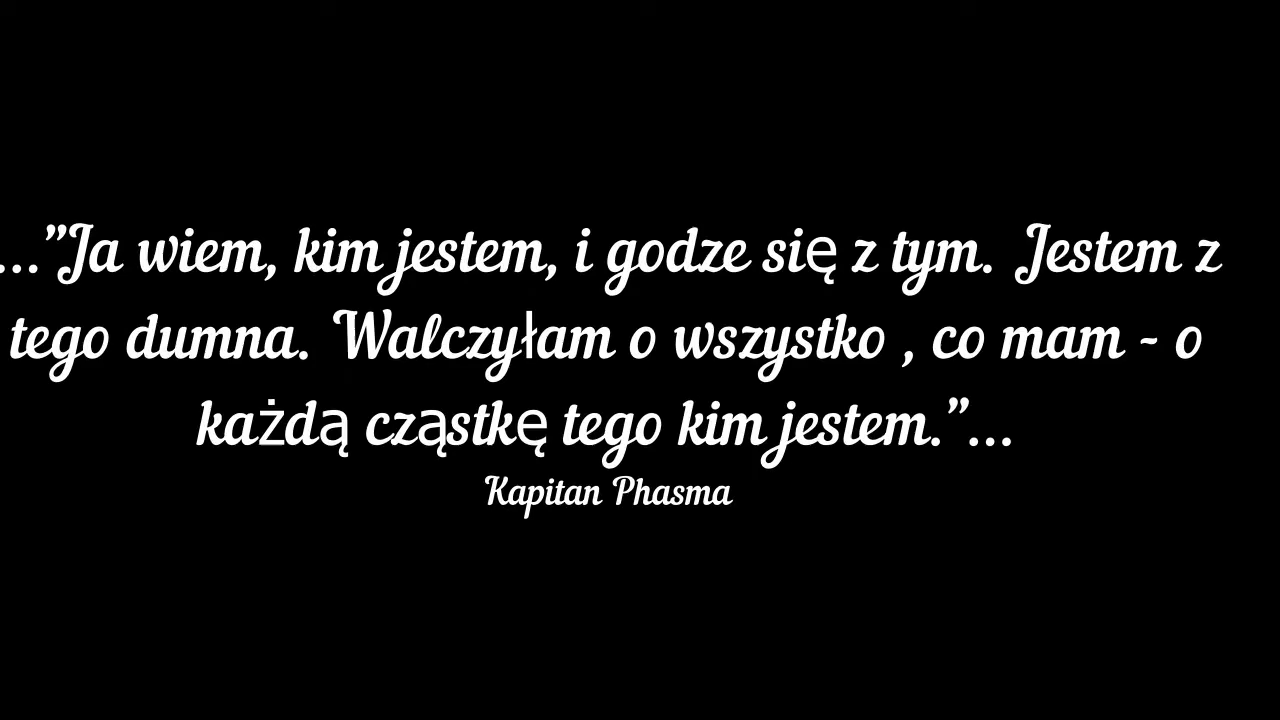 ..."Ja wiem, kim jestem, i godze się z tym. Jestem z
tego dumna. Walczyłam o wszystko , co mam - o
każdą cząstkę tego kim jestem."...
Kapitan Phasma